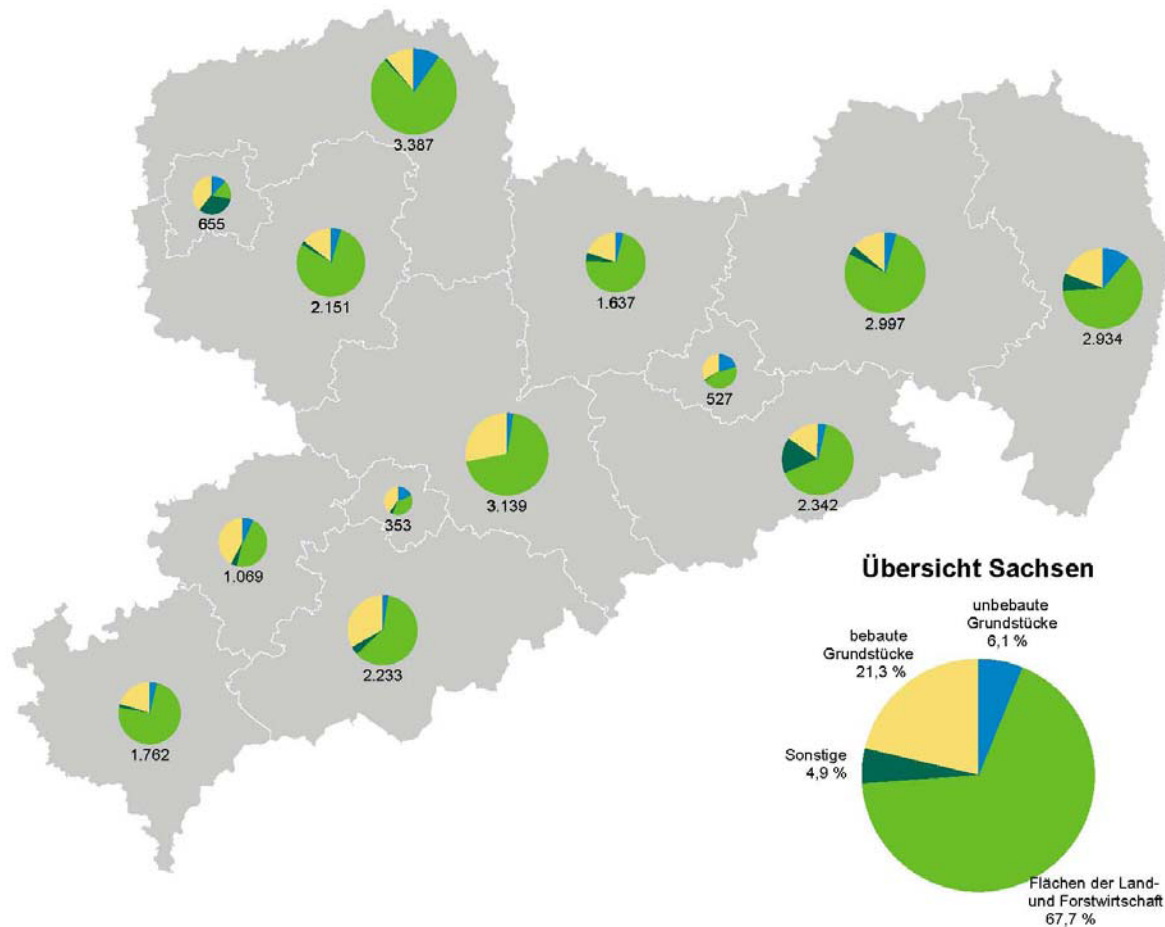 3.387
655
2.151
1.637
2.997
2.934
527
3.139
2.342
353
1.069
2.233
1.762
Übersicht Sachsen
unbebaute
Grundstücke
6,1 %
bebaute
Grundstücke
21,3 %
Sonstige
4,9 %
Flächen der Land-
und Forstwirtschaft
67,7 %